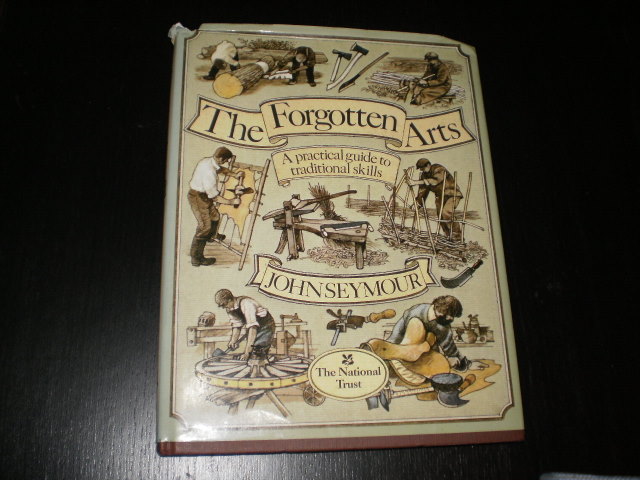 The Forgotten Arts
A practical guide to
traditional skills
JOHN SEYMOUR
The National
Trust